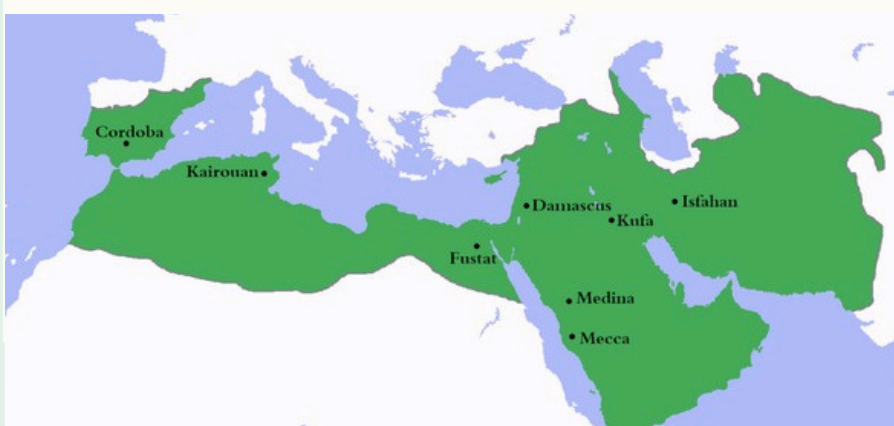 Cordoba
Kairouan
Damascus
Isfahan
Kufa
Fustat
Medina
Mecca